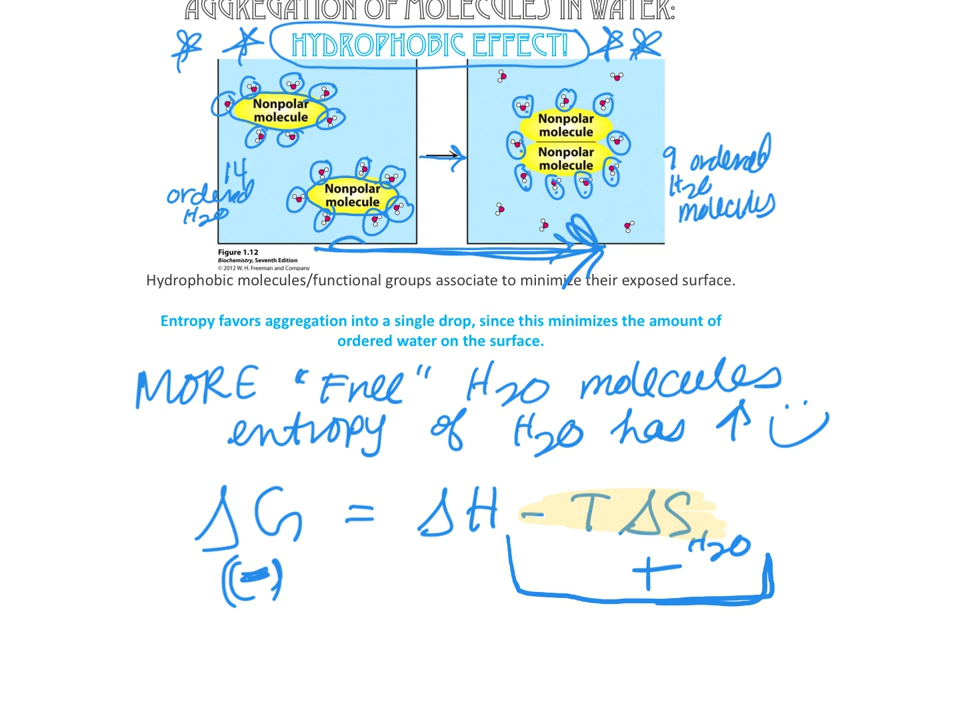 AGGREGATION OF MOLECULES IN WATER:
HYDROPHOBIC EFFECT!
Nonpolar
molecule
Nonpolar
molecule
14
ordered
H2O
Nonpolar
molecule
Nonpolar
molecule
9 ordered
H2O
molecules
Figure 1.12
Biochemistry, Seventh Edition
© 2012 W. H. Freeman and Company
Hydrophobic molecules/functional groups associate to minimize their exposed surface.
Entropy favors aggregation into a single drop, since this minimizes the amount of
ordered water on the surface.
MORE "Free" H2O molecules
entropy of H2O has ↑
ΔG = ΔH - TΔS H2O
(-) +